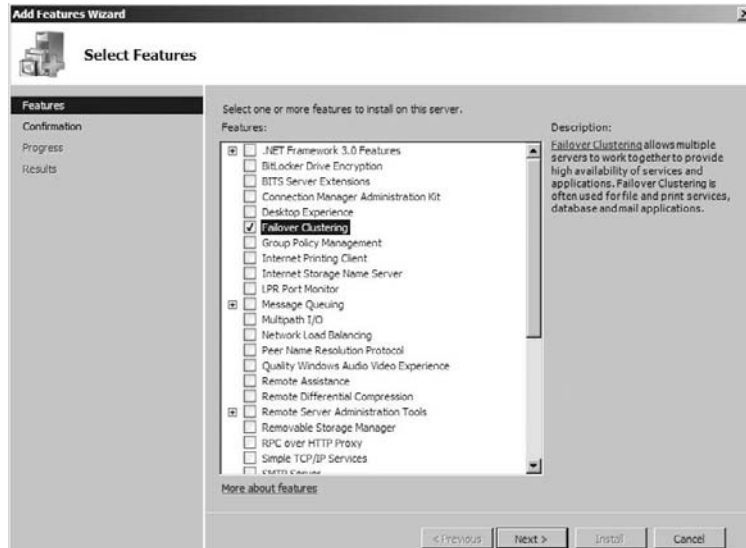 Add Features Wizard
Select Features
Features
Confirmation
Progress
Results
Select one or more features to install on this server.
Features:
.NET Framework 3.0 Features
BitLocker Drive Encryption
BITS Server Extensions
Connection Manager Administration Kit
Desktop Experience
Failover Clustering
Group Policy Management
Internet Printing Client
Internet Storage Name Server
LPR Port Monitor
Message Queuing
Multipath I/O
Network Load Balancing
Peer Name Resolution Protocol
Quality Windows Audio Video Experience
Remote Assistance
Remote Differential Compression
Remote Server Administration Tools
Removable Storage Manager
RPC over HTTP Proxy
Simple TCP/IP Services
SMTP Server
More about features
Description:
Failover Clustering allows multiple
servers to work together to provide
high availability of services and
applications. Failover Clustering is
often used for file and print services,
database and mail applications.
< Previous
Next >
Install
Cancel